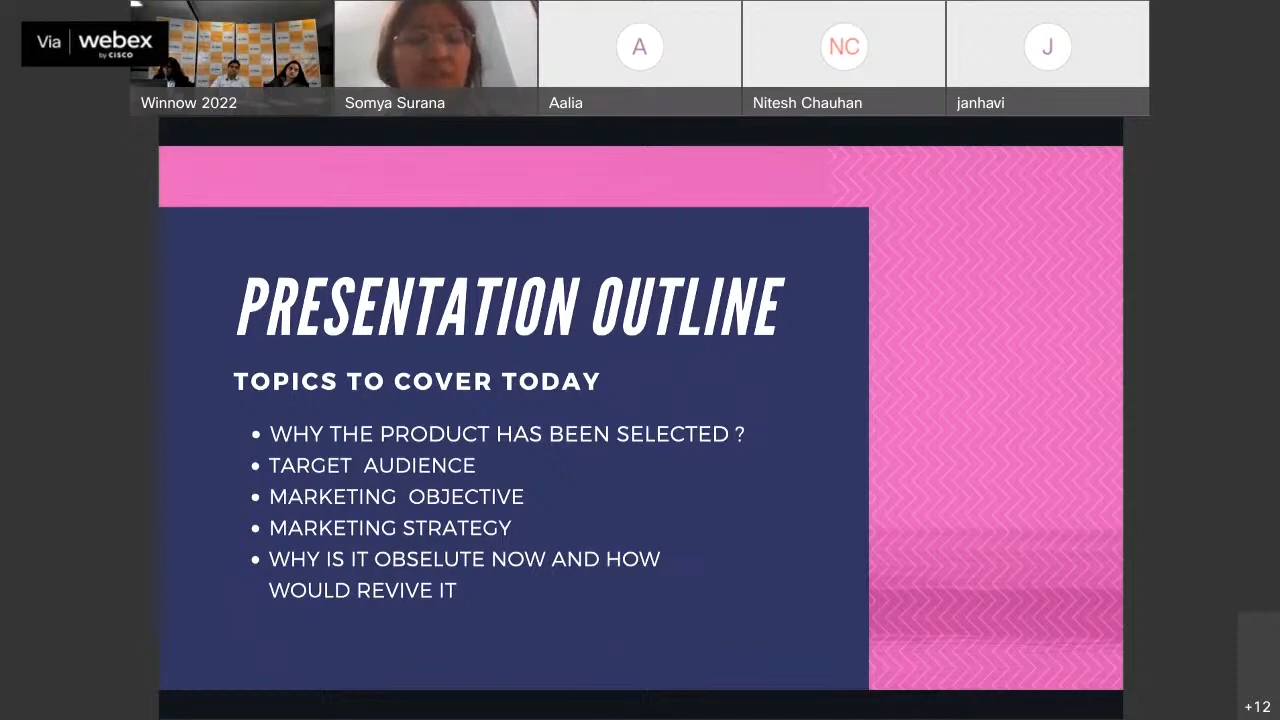 Via webex
by CISCO
Winnow 2022
Somya Surana
A
Aalia
NC
Nitesh Chauhan
J
janhavi
PRESENTATION OUTLINE
TOPICS TO COVER TODAY
• WHY THE PRODUCT HAS BEEN SELECTED ?
• TARGET AUDIENCE
• MARKETING OBJECTIVE
• MARKETING STRATEGY
• WHY IS IT OBSELUTE NOW AND HOW
WOULD REVIVE IT
+12